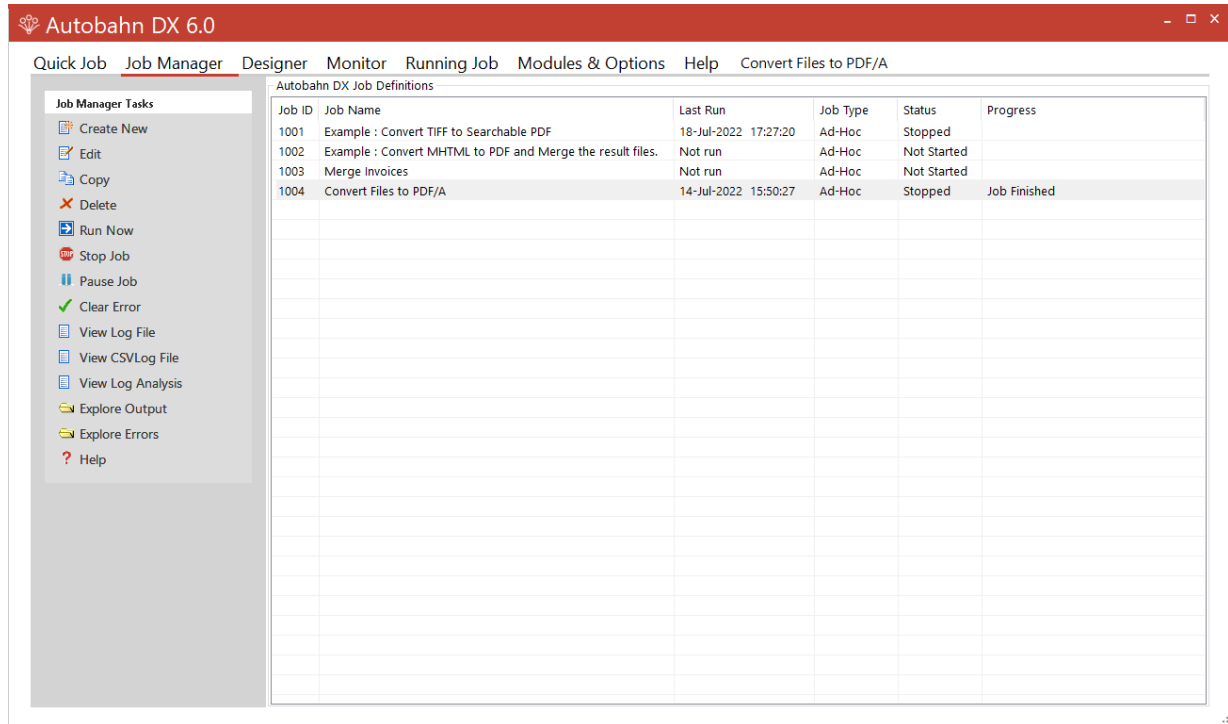 Autobahn DX 6.0
Quick Job Job Manager Designer Monitor Running Job Modules & Options Help Convert Files to PDF/A
Job Manager Tasks
Create New
Edit
Copy
Delete
Run Now
STOP Stop Job
Pause Job
Clear Error
View Log File
View CSVLog File
View Log Analysis
Explore Output
Explore Errors
? Help
Autobahn DX Job Definitions
Job ID Job Name Last Run Job Type Status Progress
1001 Example : Convert TIFF to Searchable PDF 18-Jul-2022 17:27:20 Ad-Hoc Stopped
1002 Example : Convert MHTML to PDF and Merge the result files. Not run Ad-Hoc Not Started
1003 Merge Invoices Not run Ad-Hoc Not Started
1004 Convert Files to PDF/A 14-Jul-2022 15:50:27 Ad-Hoc Stopped Job Finished